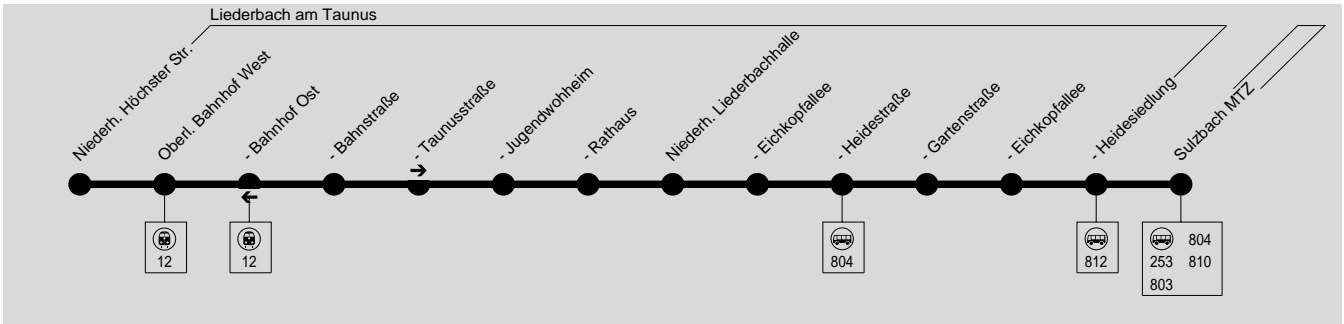 Liederbach am Taunus
Niederh. Höchster Str.
Oberl. Bahnhof West
- Bahnhof Ost
- Bahnstraße
- Taunusstraße
- Jugendwohheim
- Rathaus
Niederh. Liederbachhalle
- Eichkopfallee
- Heidestraße
- Gartenstraße
- Eichkopfallee
- Heidesiedlung
Sulzbach MTZ
12
12
804
812
804
253 810
803